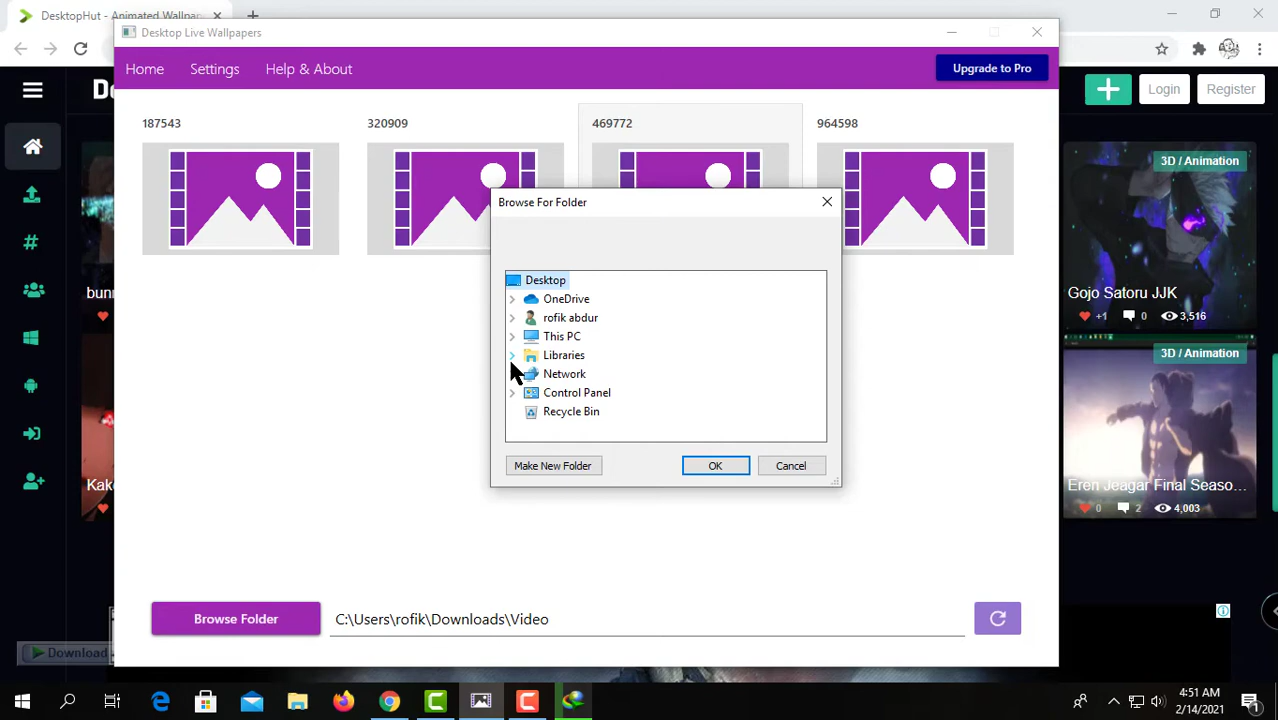 DesktopHut - Animated Wallpap
Desktop Live Wallpapers
Home Settings Help & About Upgrade to Pro
Login Register
187543 320909 469772 964598
3D / Animation
Browse For Folder
Desktop
OneDrive
rofik abdur
This PC
Libraries
Network
Control Panel
Recycle Bin
Make New Folder OK Cancel
Gojo Satoru JJK
+1 0 3,516
3D / Animation
Eren Jeagar Final Seaso...
0 2 4,003
Browse Folder C:\Users\rofik\Downloads\Video
Download
4:51 AM
2/14/2021
1